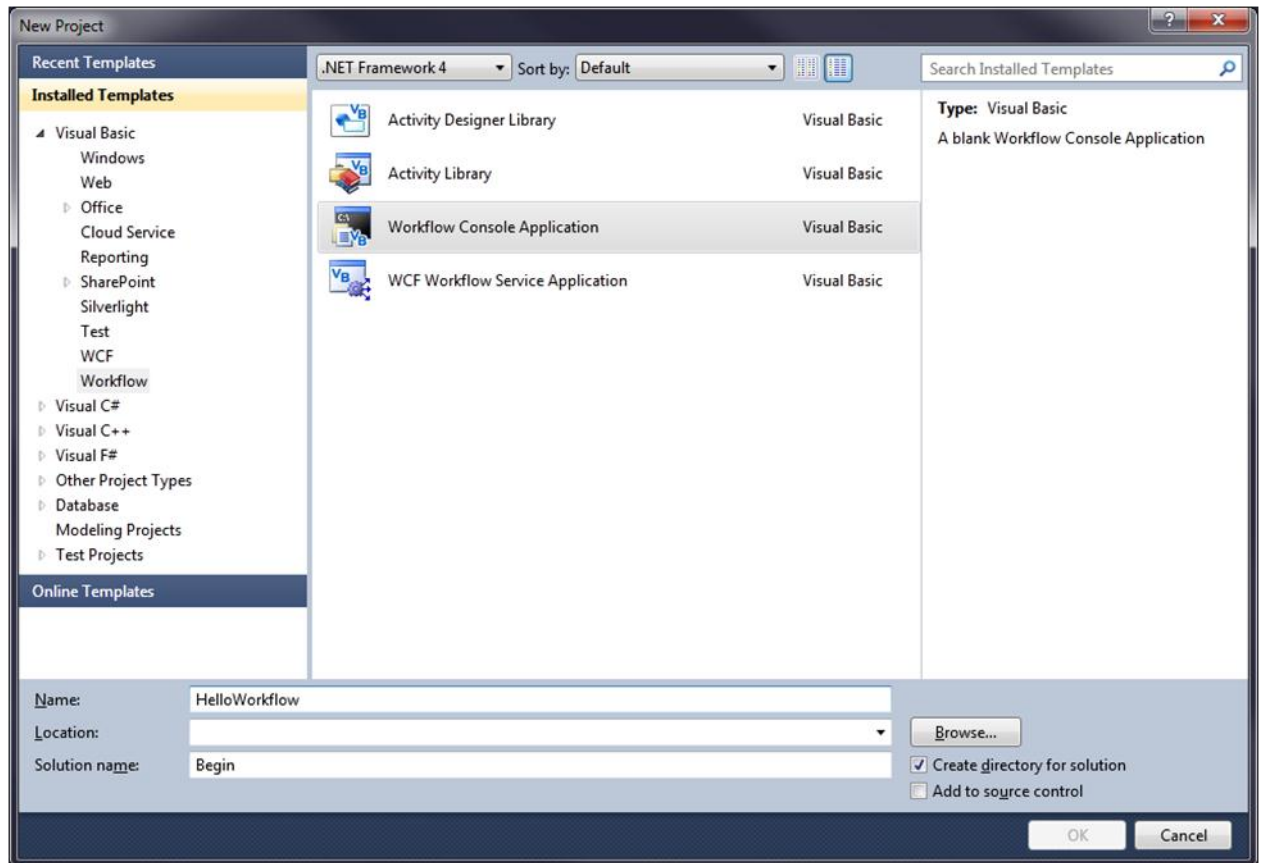 New Project
Recent Templates
Installed Templates
Visual Basic
Windows
Web
Office
Cloud Service
Reporting
SharePoint
Silverlight
Test
WCF
Workflow
Visual C#
Visual C++
Visual F#
Other Project Types
Database
Modeling Projects
Test Projects
Online Templates
.NET Framework 4 Sort by: Default
Activity Designer Library Visual Basic
Activity Library Visual Basic
Workflow Console Application Visual Basic
WCF Workflow Service Application Visual Basic
Search Installed Templates
Type: Visual Basic
A blank Workflow Console Application
Name: HelloWorkflow
Location: Browse...
Solution name: Begin
Create directory for solution
Add to source control
OK Cancel